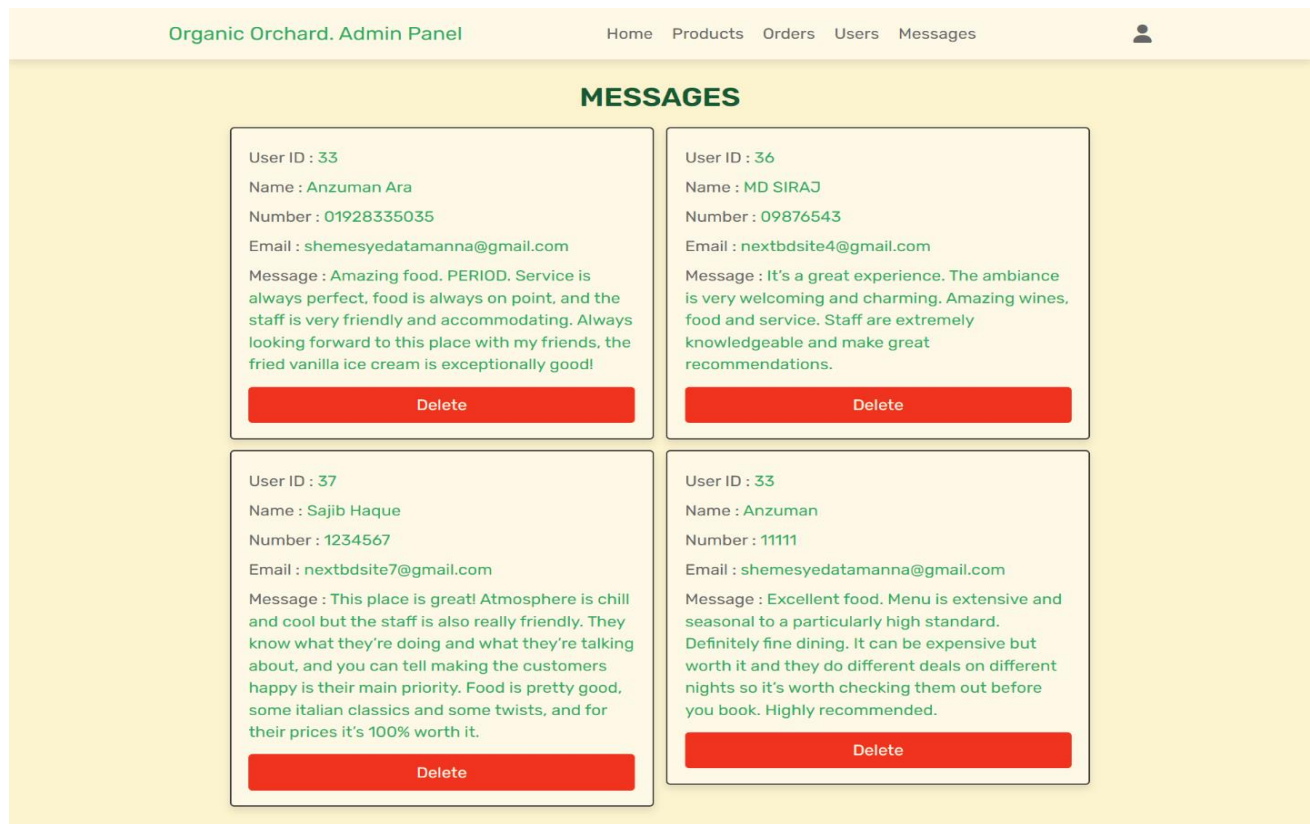 Organic Orchard. Admin Panel
Home Products Orders Users Messages
MESSAGES
User ID : 33
Name : Anzuman Ara
Number : 01928335035
Email : shemesyedatamanna@gmail.com
Message : Amazing food. PERIOD. Service is
always perfect, food is always on point, and the
staff is very friendly and accommodating. Always
looking forward to this place with my friends, the
fried vanilla ice cream is exceptionally good!
Delete
User ID : 36
Name : MD SIRAJ
Number : 09876543
Email : nextbdsite4@gmail.com
Message : It's a great experience. The ambiance
is very welcoming and charming. Amazing wines,
food and service. Staff are extremely
knowledgeable and make great
recommendations.
Delete
User ID : 37
Name : Sajib Haque
Number : 1234567
Email : nextbdsite7@gmail.com
Message : This place is great! Atmosphere is chill
and cool but the staff is also really friendly. They
know what they're doing and what they're talking
about, and you can tell making the customers
happy is their main priority. Food is pretty good,
some italian classics and some twists, and for
their prices it's 100% worth it.
Delete
User ID : 33
Name : Anzuman
Number : 11111
Email : shemesyedatamanna@gmail.com
Message : Excellent food. Menu is extensive and
seasonal to a particularly high standard.
Definitely fine dining. It can be expensive but
worth it and they do different deals on different
nights so it's worth checking them out before
you book. Highly recommended.
Delete